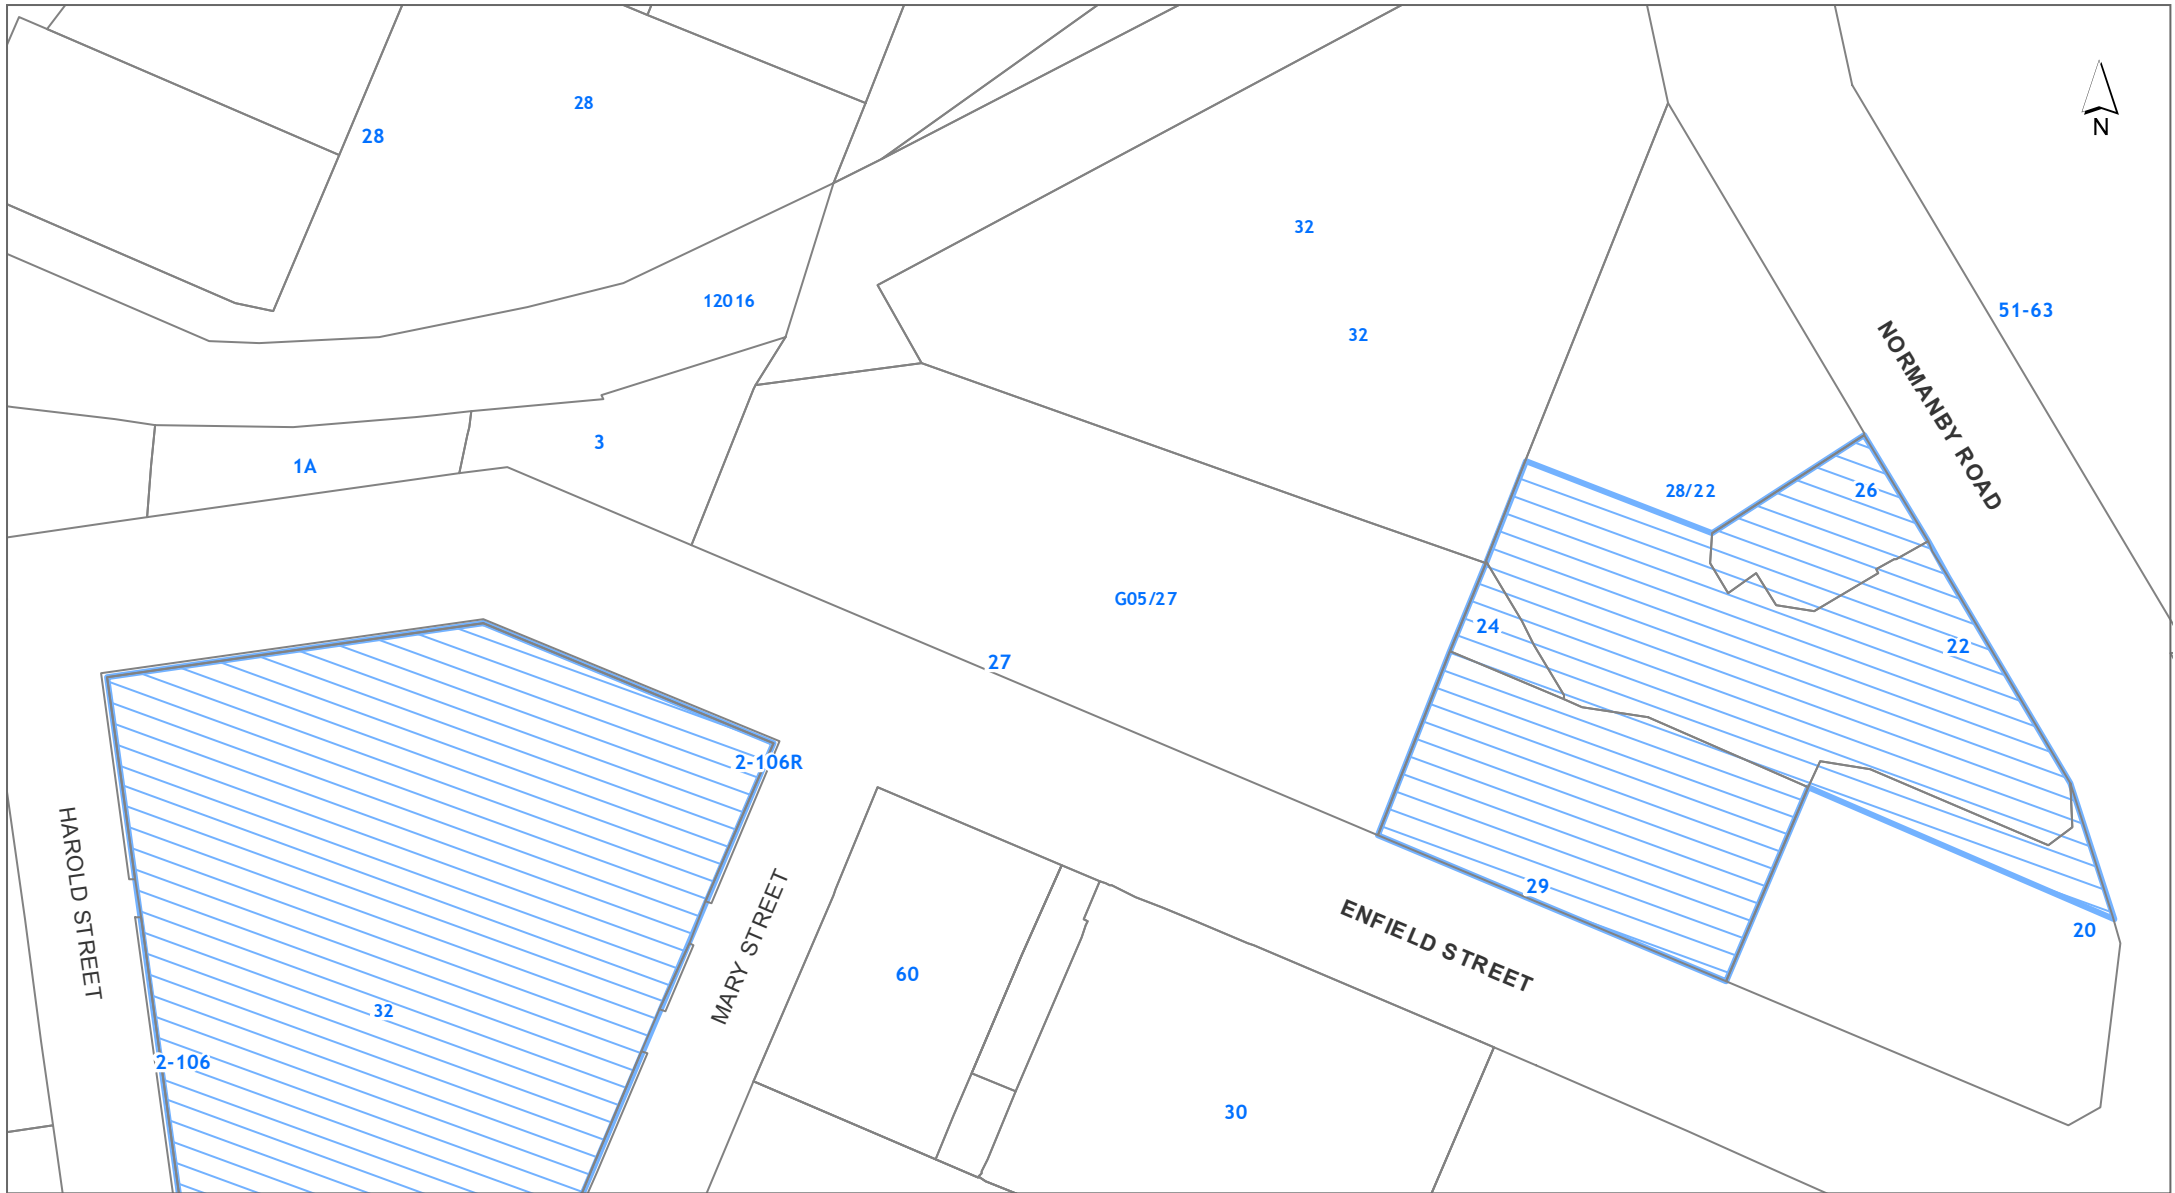 28
28
N
32
12016
51-63
32
NORMANBY ROAD
3
1A
28/22
26
G05/27
24
22
27
2-106R
HAROLD STREET
MARY STREET
29
ENFIELD STREET
20
60
32
2-106
30